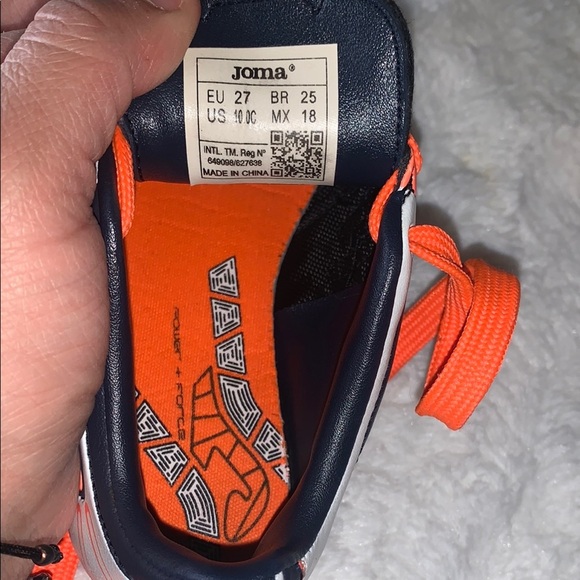 Joma®
EU 27 BR 25
US 10.0C MX 18
INTL. TM. Reg Nº
649098/627638
MADE IN CHINA
power + force